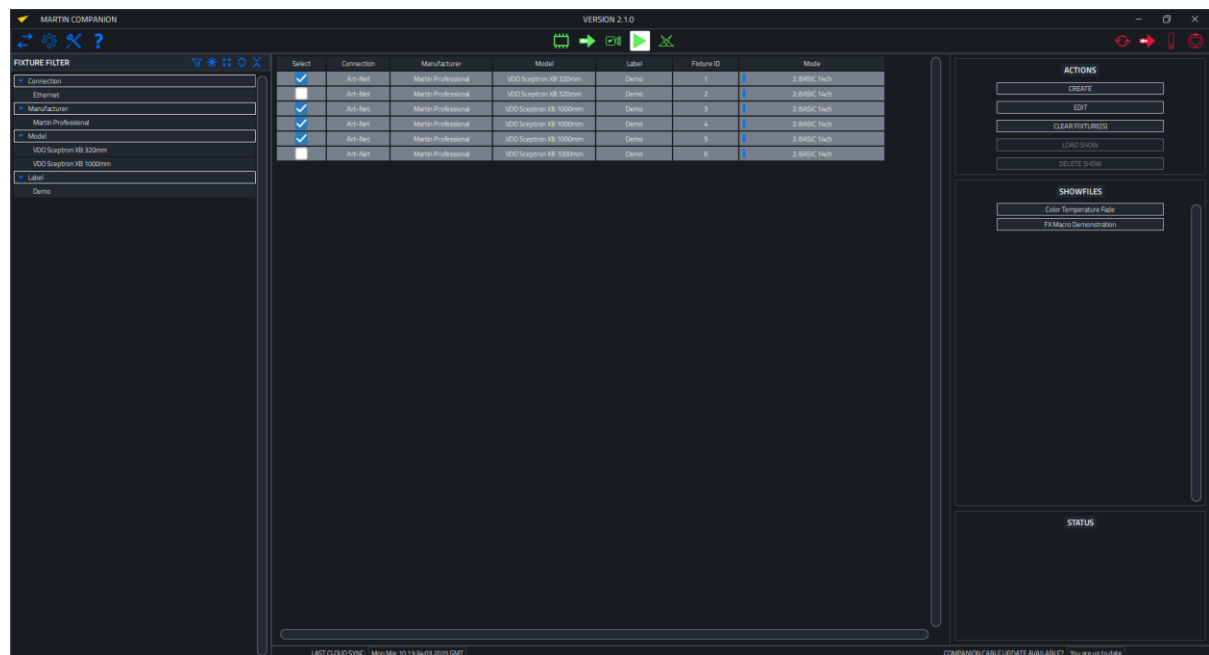 MARTIN COMPANION
VERSION 2.1.0
FIXTURE FILTER
Connection
Ethernet
Manufacturer
Martin Professional
Model
VDO Sceptron XB 320mm
VDO Sceptron XB 1000mm
Label
Demo
Select Connection Manufacturer Model Label Fixture ID Mode
Art-Net Martin Professional VDO Sceptron XB 320mm Demo 1 2: BASIC 14ch
Art-Net Martin Professional VDO Sceptron XB 320mm Demo 2 2: BASIC 14ch
Art-Net Martin Professional VDO Sceptron XB 1000mm Demo 3 2: BASIC 14ch
Art-Net Martin Professional VDO Sceptron XB 1000mm Demo 4 2: BASIC 14ch
Art-Net Martin Professional VDO Sceptron XB 1000mm Demo 5 2: BASIC 14ch
Art-Net Martin Professional VDO Sceptron XB 1000mm Demo 6 2: BASIC 14ch
ACTIONS
CREATE
EDIT
CLEAR FIXTURE(S)
LOAD SHOW
DELETE SHOW
SHOWFILES
Color Temperature Fade
FX Macro Demonstration
STATUS
LAST CLOUD SYNC: Mon Mar 10 13:34:03 2025 GMT
COMPANION CABLE UPDATE AVAILABLE? You are up to date